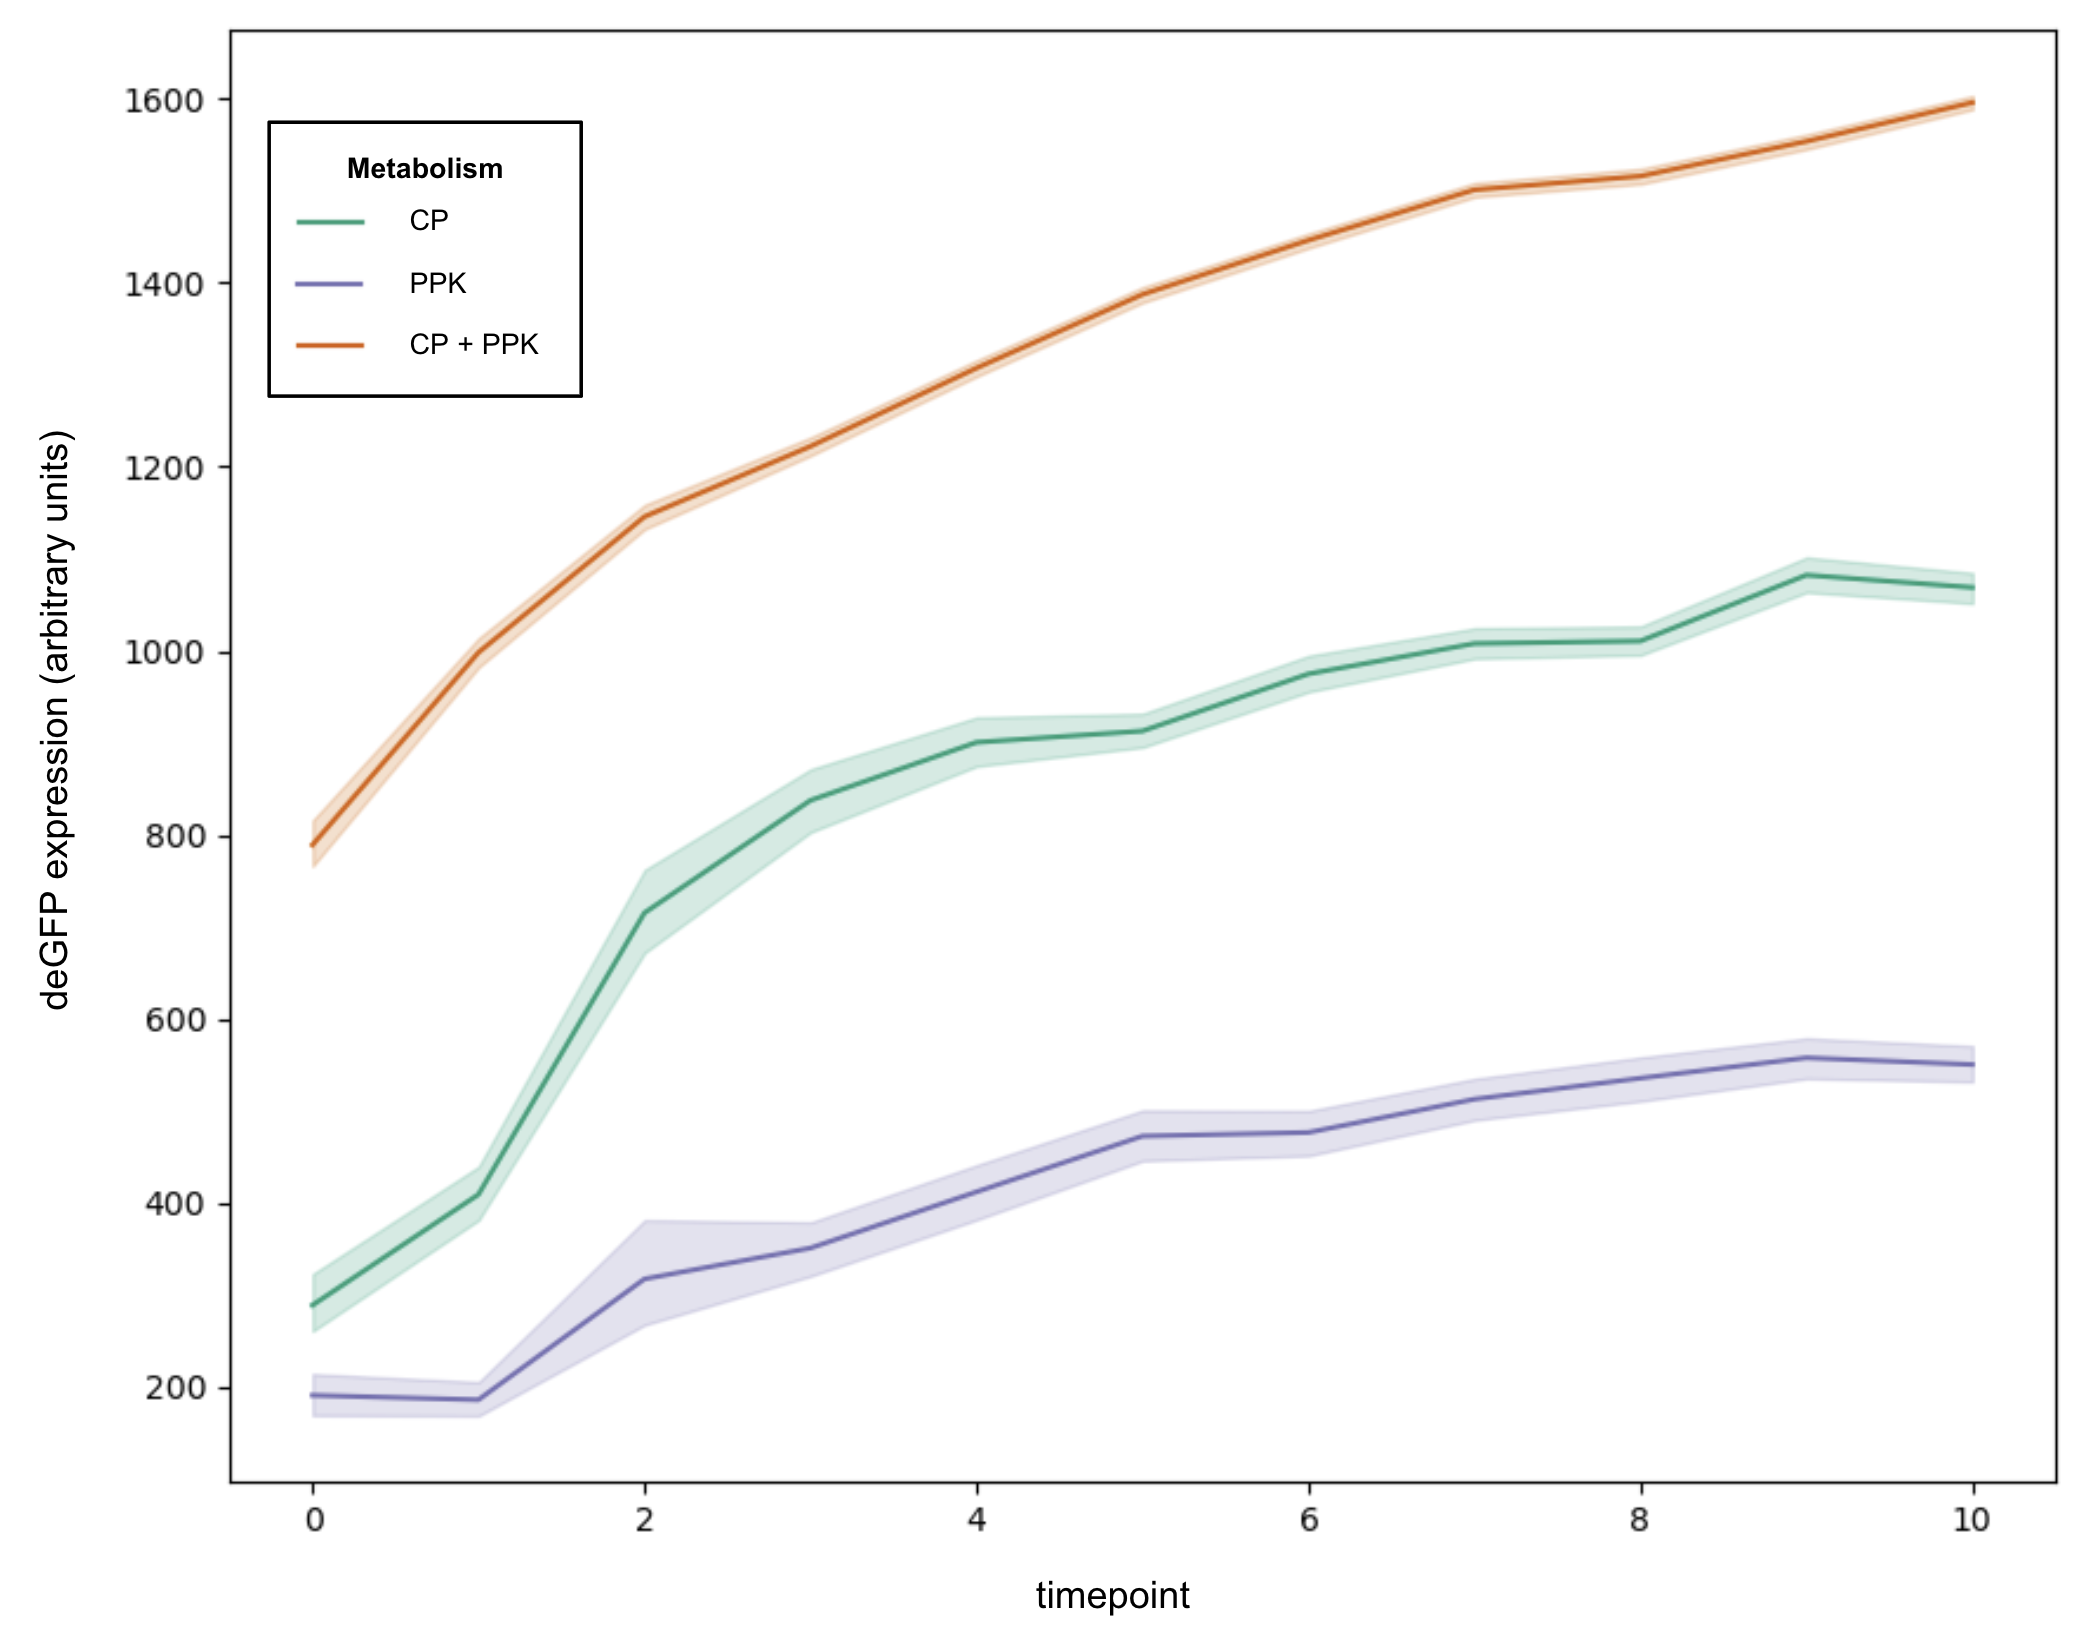 1600
1400
1200
1000
800
600
400
200
deGFP expression (arbitrary units)
Metabolism
CP
PPK
CP + PPK
0 2 4 6 8 10
timepoint